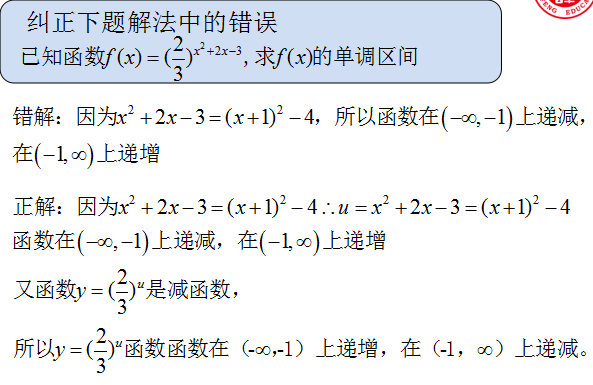 纠正下题解法中的错误
已知函数f(x)=(2/3)^{x²+2x−3},求f(x)的单调区间
错解：因为x²+2x−3=(x+1)²−4，所以函数在(−∞,−1)上递减，
在(−1,∞)上递增
正解：因为x²+2x−3=(x+1)²−4∴u=x²+2x−3=(x+1)²−4
函数在(−∞,−1)上递减，在(−1,∞)上递增
又函数y=(2/3)^u是减函数，
所以y=(2/3)^u函数函数在（-∞,-1）上递增，在（-1，∞）上递减。